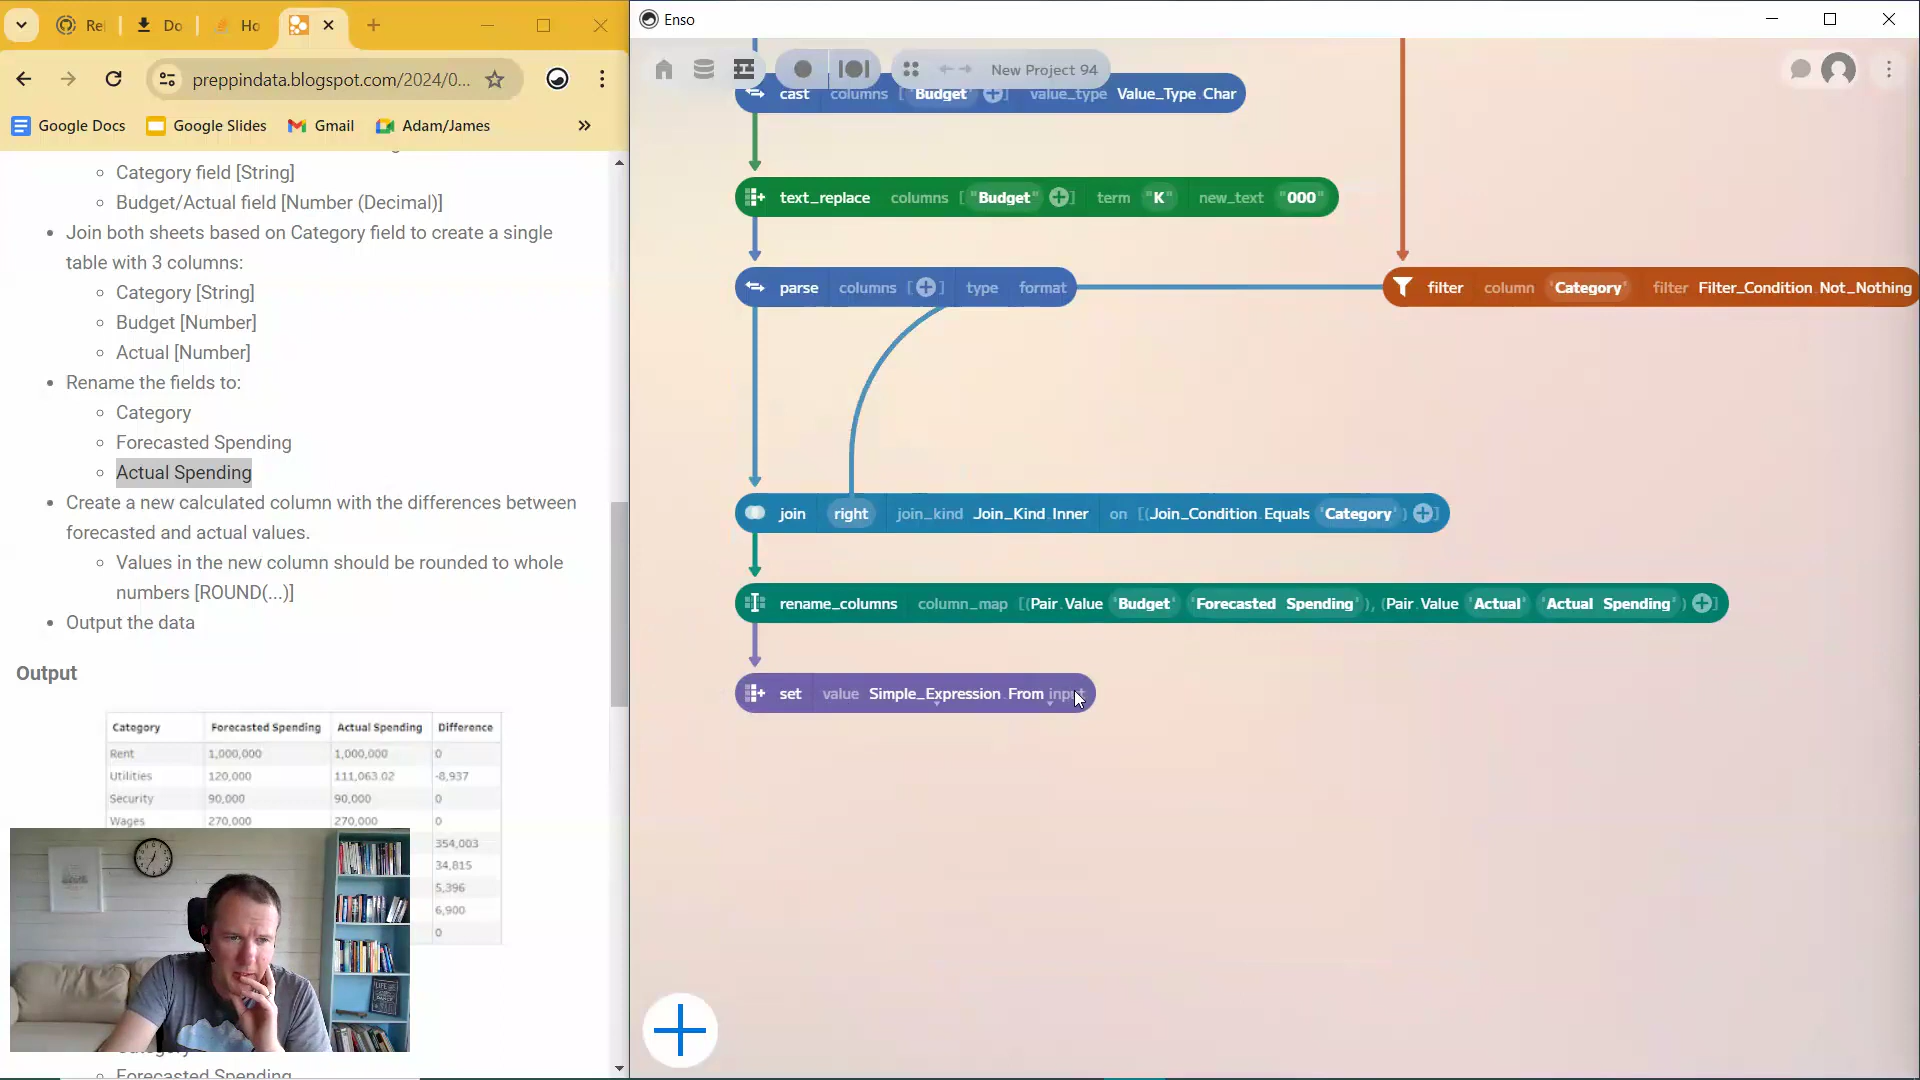 Re
Do
Ho
Enso
preppindata.blogspot.com/2024/0...
Google Docs
Google Slides
Gmail
Adam/James
»
Category field [String]
Budget/Actual field [Number (Decimal)]
Join both sheets based on Category field to create a single
table with 3 columns:
Category [String]
Budget [Number]
Actual [Number]
Rename the fields to:
Category
Forecasted Spending
Actual Spending
Create a new calculated column with the differences between
forecasted and actual values.
Values in the new column should be rounded to whole
numbers [ROUND(...)]
Output the data
Output
Category Forecasted Spending Actual Spending Difference
Rent 1,000,000 1,000,000 0
Utilities 120,000 111,063.02 -8,937
Security 90,000 90,000 0
Wages 270,000 270,000 0
354,003
34,815
5,396
6,900
0
Forecasted Spending
New Project 94
cast columns ['Budget' ] value_type Value_Type.Char
text_replace columns ["Budget" ] term "K" new_text "000"
parse columns [ ] type format
filter column 'Category' filter Filter_Condition.Not_Nothing
join right join_kind Join_Kind.Inner on [(Join_Condition.Equals 'Category') ]
rename_columns column_map [(Pair.Value 'Budget' 'Forecasted Spending'), (Pair.Value 'Actual' 'Actual Spending') ]
set value Simple_Expression.From input